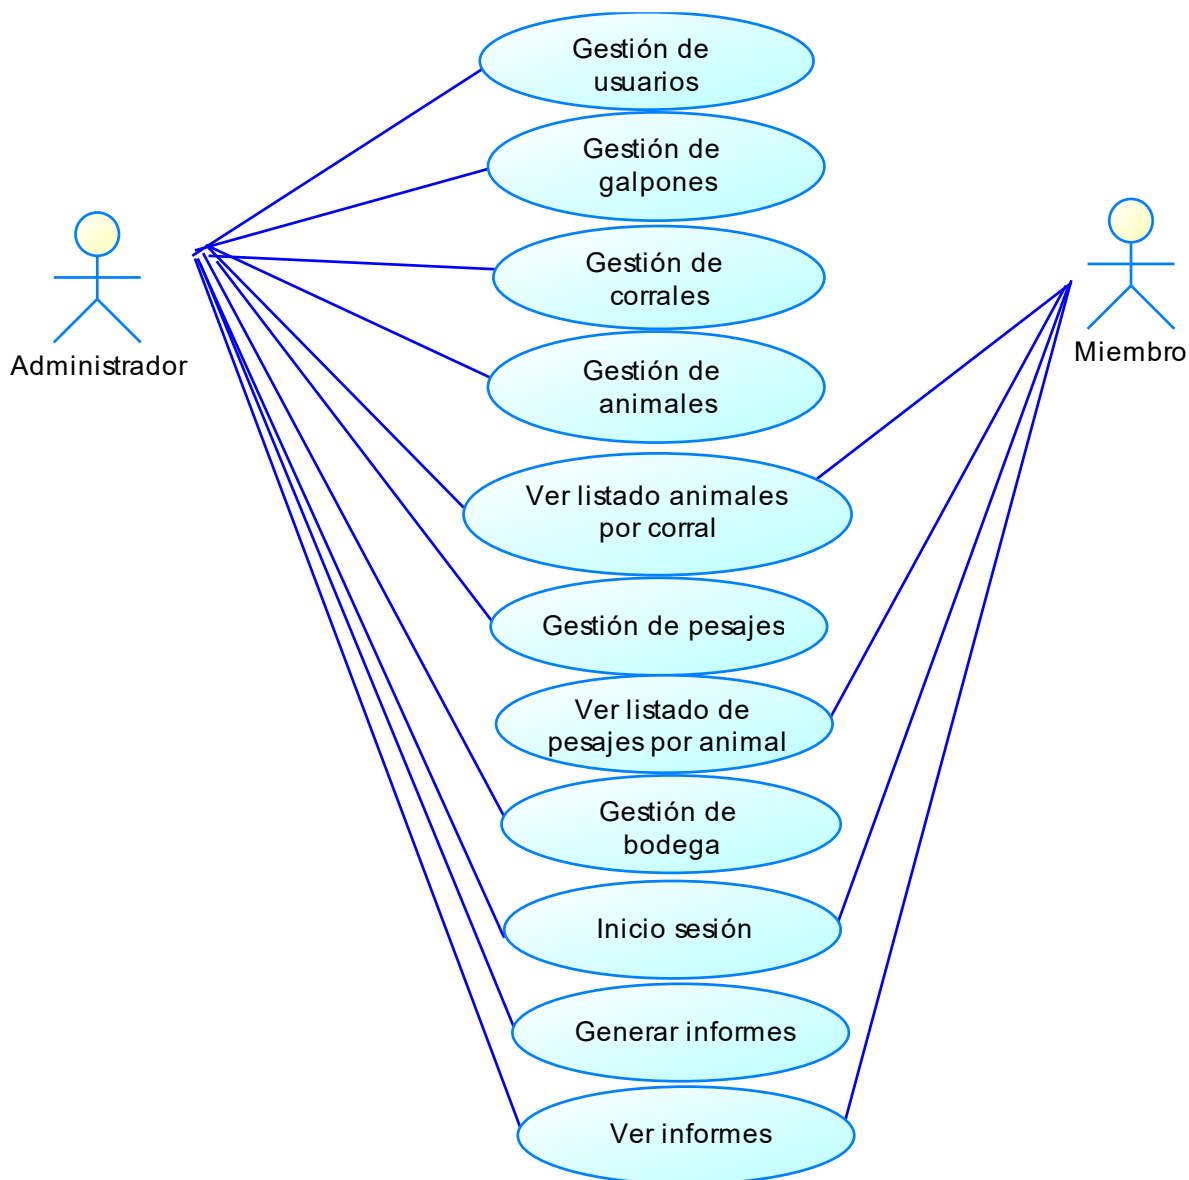 Gestión de
usuarios
Gestión de
galpones
Gestión de
corrales
Gestión de
animales
Administrador
Miembro
Ver listado animales
por corral
Gestión de pesajes
Ver listado de
pesajes por animal
Gestión de
bodega
Inicio sesión
Generar informes
Ver informes